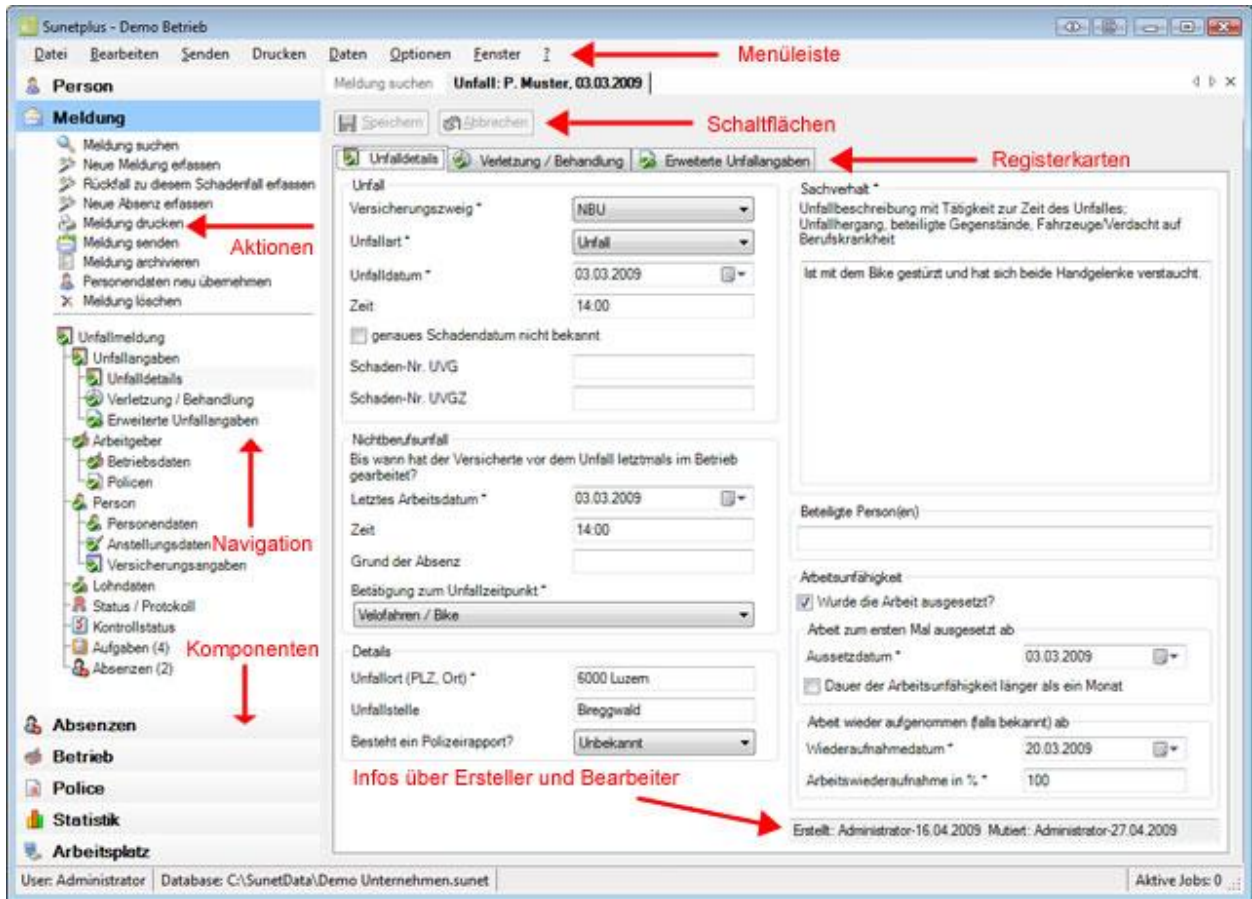 Sunetplus - Demo Betrieb
Datei Bearbeiten Senden Drucken Daten Optionen Fenster ?
Menüleiste
Person
Meldung
Meldung suchen
Neue Meldung erfassen
Rückfall zu diesem Schadenfall erfassen
Neue Absenz erfassen
Meldung drucken
Meldung senden
Meldung archivieren
Personendaten neu übernehmen
Meldung löschen
Aktionen
Unfallmeldung
Unfallangaben
Unfalldetails
Verletzung / Behandlung
Erweiterte Unfallangaben
Arbeitgeber
Betriebsdaten
Policen
Person
Personendaten
Anstellungsdaten
Versicherungsangaben
Lohndaten
Status / Protokoll
Kontrollstatus
Aufgaben (4)
Absenzen (2)
Navigation
Komponenten
Absenzen
Betrieb
Police
Statistik
Arbeitsplatz
Meldung suchen Unfall: P. Muster, 03.03.2009
Speichern Abbrechen
Schaltflächen
Unfalldetails Verletzung / Behandlung Erweiterte Unfallangaben
Registerkarten
Unfall
Versicherungszweig * NBU
Unfallart * Unfall
Unfalldatum * 03.03.2009
Zeit 14:00
genaues Schadendatum nicht bekannt
Schaden-Nr. UVG
Schaden-Nr. UVGZ
Nichtberufsunfall
Bis wann hat der Versicherte vor dem Unfall letztmals im Betrieb
gearbeitet?
Letztes Arbeitsdatum * 03.03.2009
Zeit 14:00
Grund der Absenz
Betätigung zum Unfallzeitpunkt *
Velofahren / Bike
Details
Unfallort (PLZ, Ort) * 6000 Luzern
Unfallstelle Bireggwald
Besteht ein Polizeirapport? Unbekannt
Infos über Ersteller und Bearbeiter
Sachverhalt *
Unfallbeschreibung mit Tätigkeit zur Zeit des Unfalles;
Unfallhergang, beteiligte Gegenstände, Fahrzeuge/Verdacht auf
Berufskrankheit
Ist mit dem Bike gestürzt und hat sich beide Handgelenke verstaucht.
Beteiligte Person(en)
Arbeitsunfähigkeit
Wurde die Arbeit ausgesetzt?
Arbeit zum ersten Mal ausgesetzt ab
Aussetzdatum * 03.03.2009
Dauer der Arbeitsunfähigkeit länger als ein Monat
Arbeit wieder aufgenommen (falls bekannt) ab
Wiederaufnahmedatum * 20.03.2009
Arbeitswiederaufnahme in % * 100
Erstellt: Administrator-16.04.2009 Mutiert: Administrator-27.04.2009
User: Administrator Database: C:\SunetData\Demo Unternehmen.sunet Aktive Jobs: 0